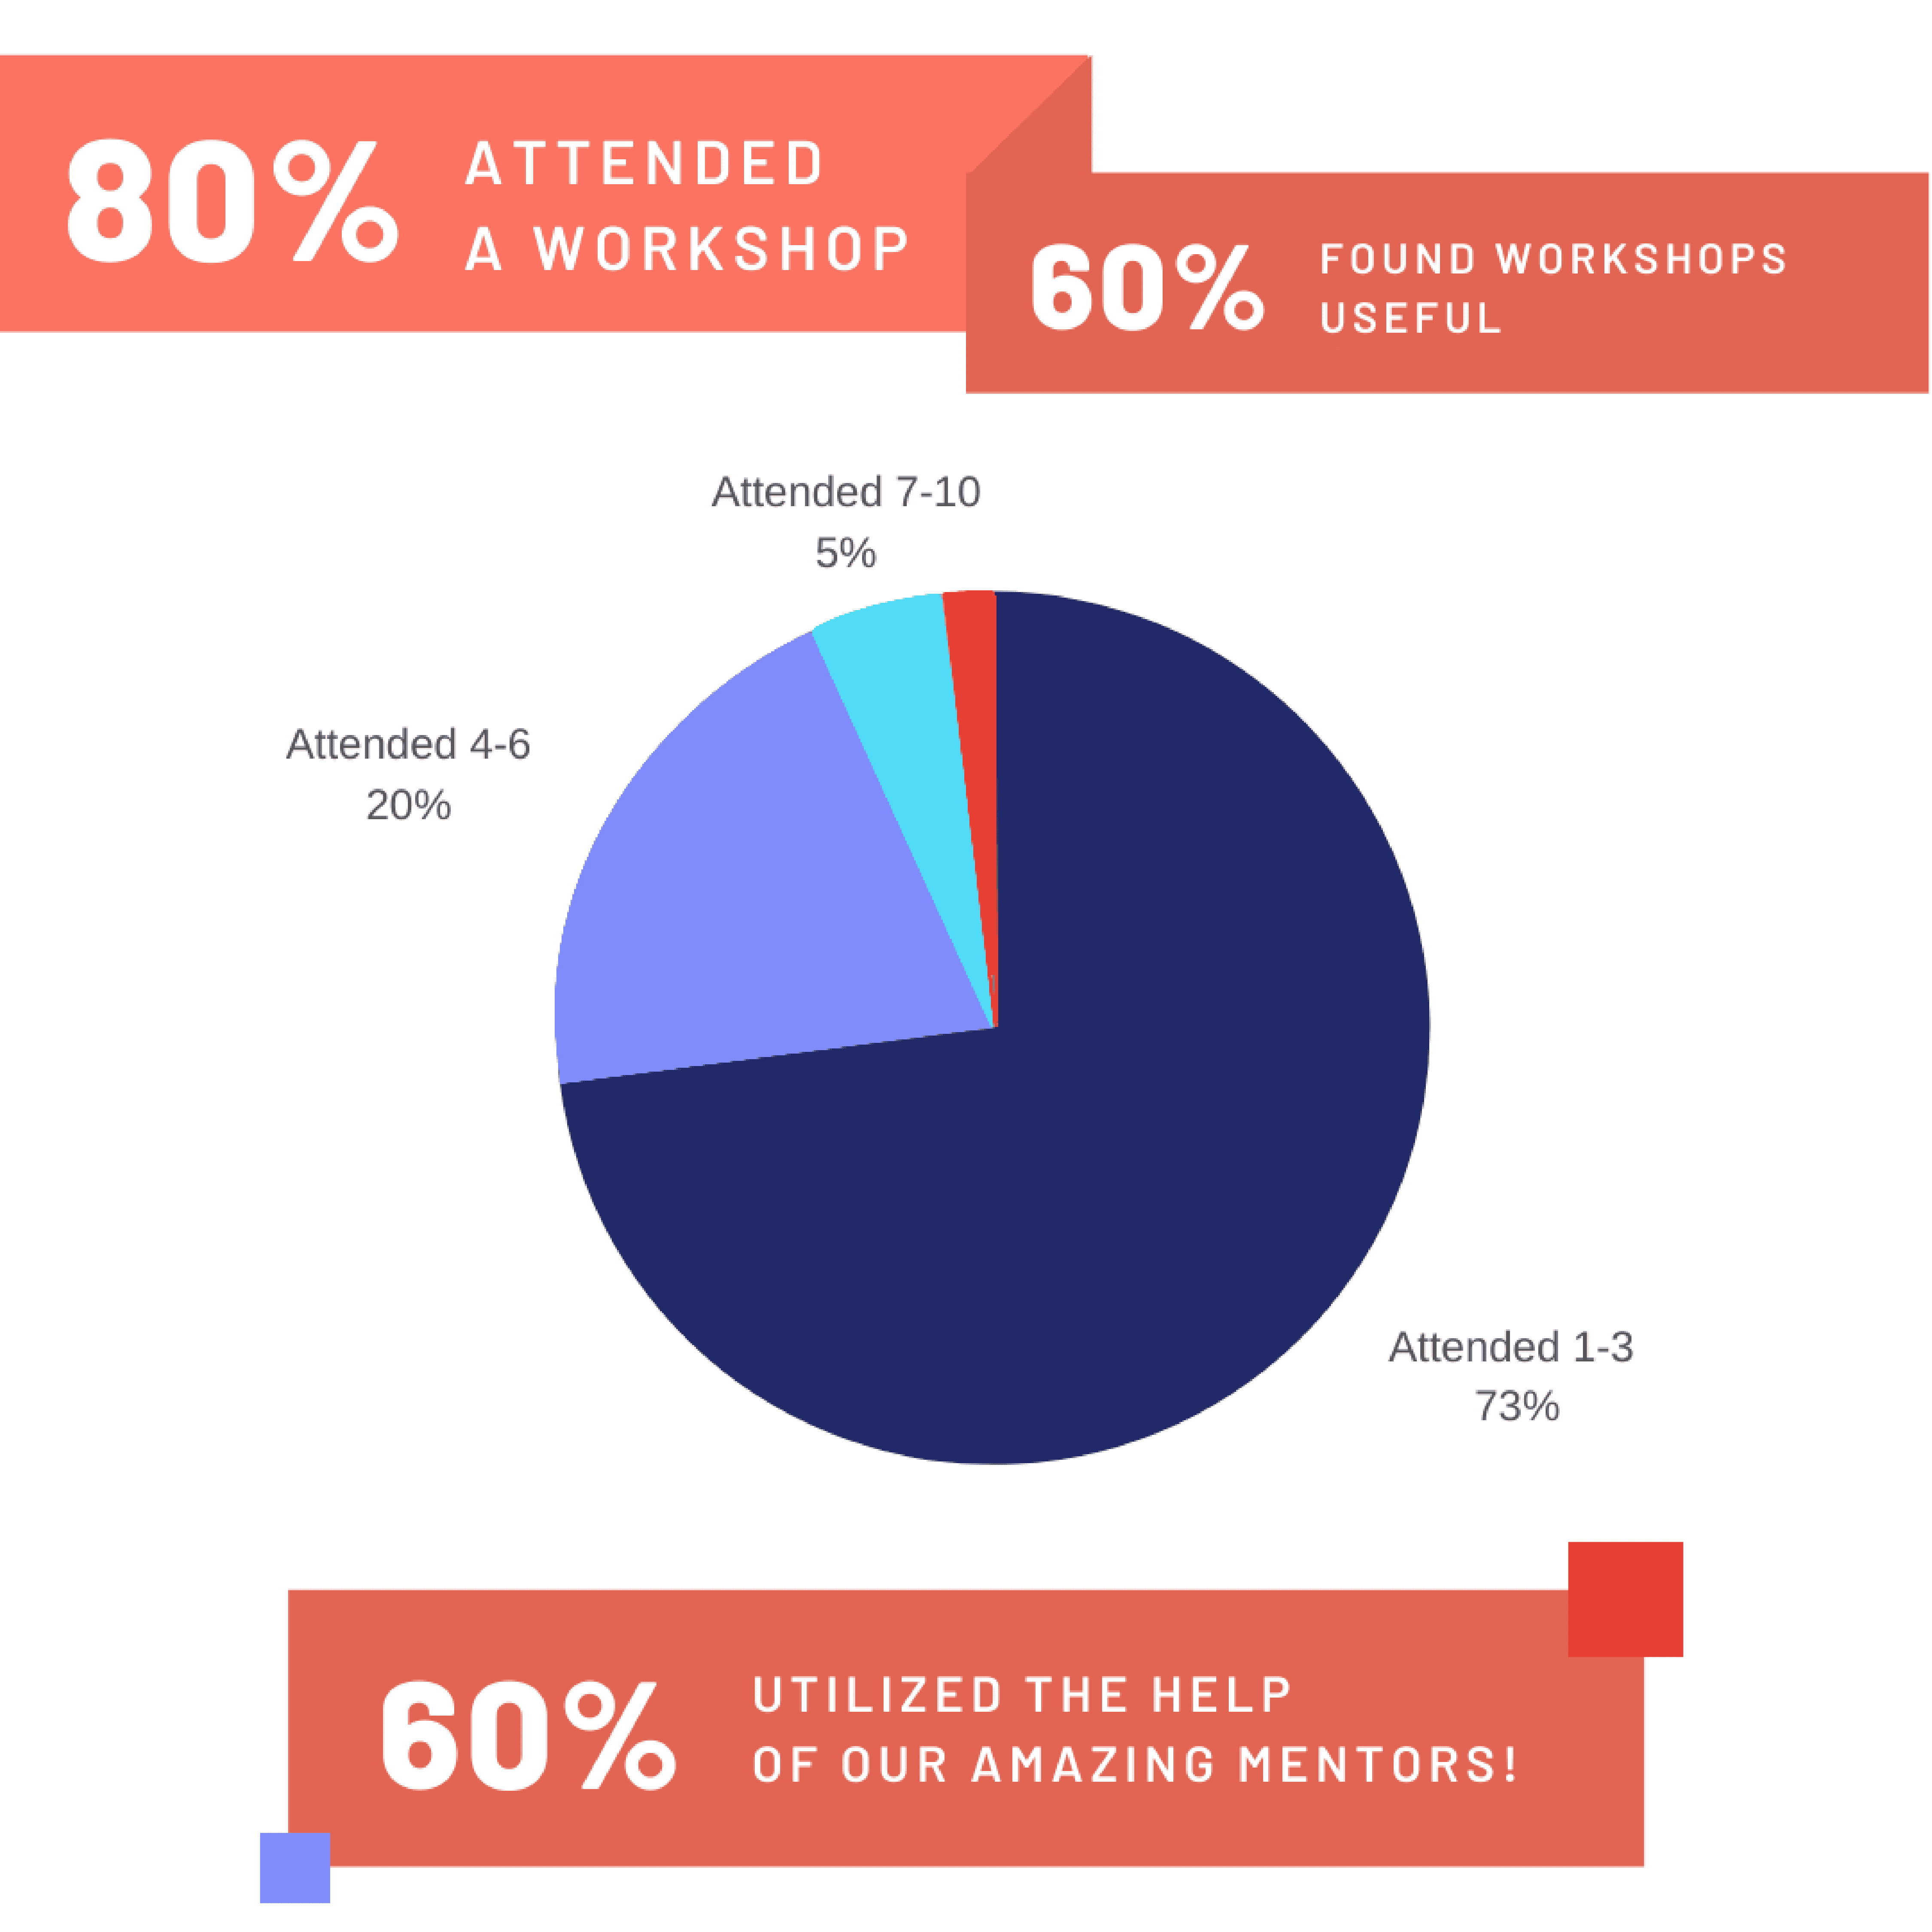 80%
ATTENDED
A WORKSHOP
60%
FOUND WORKSHOPS
USEFUL
Attended 7-10
5%
Attended 4-6
20%
Attended 1-3
73%
60%
UTILIZED THE HELP
OF OUR AMAZING MENTORS!